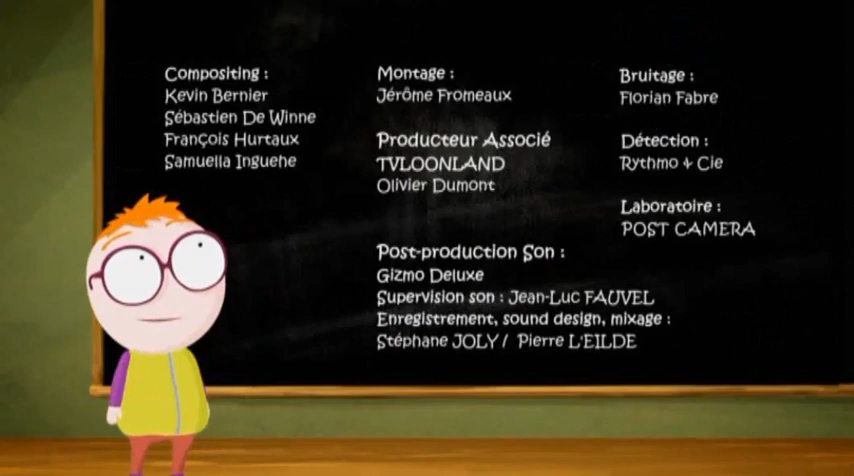 Compositing :
Kevin Bernier
Sébastien De Winne
François Hurtaux
Samuella Inguehe
Montage :
Jérôme Fromeaux
Producteur Associé
TVLOONLAND
Olivier Dumont
Bruitage :
Florian Fabre
Détection :
Rythmo & Cie
Laboratoire :
POST CAMERA
Post-production Son :
Gizmo Deluxe
Supervision son : Jean-Luc FAUVEL
Enregistrement, sound design, mixage :
Stéphane JOLY / Pierre L'EILDE